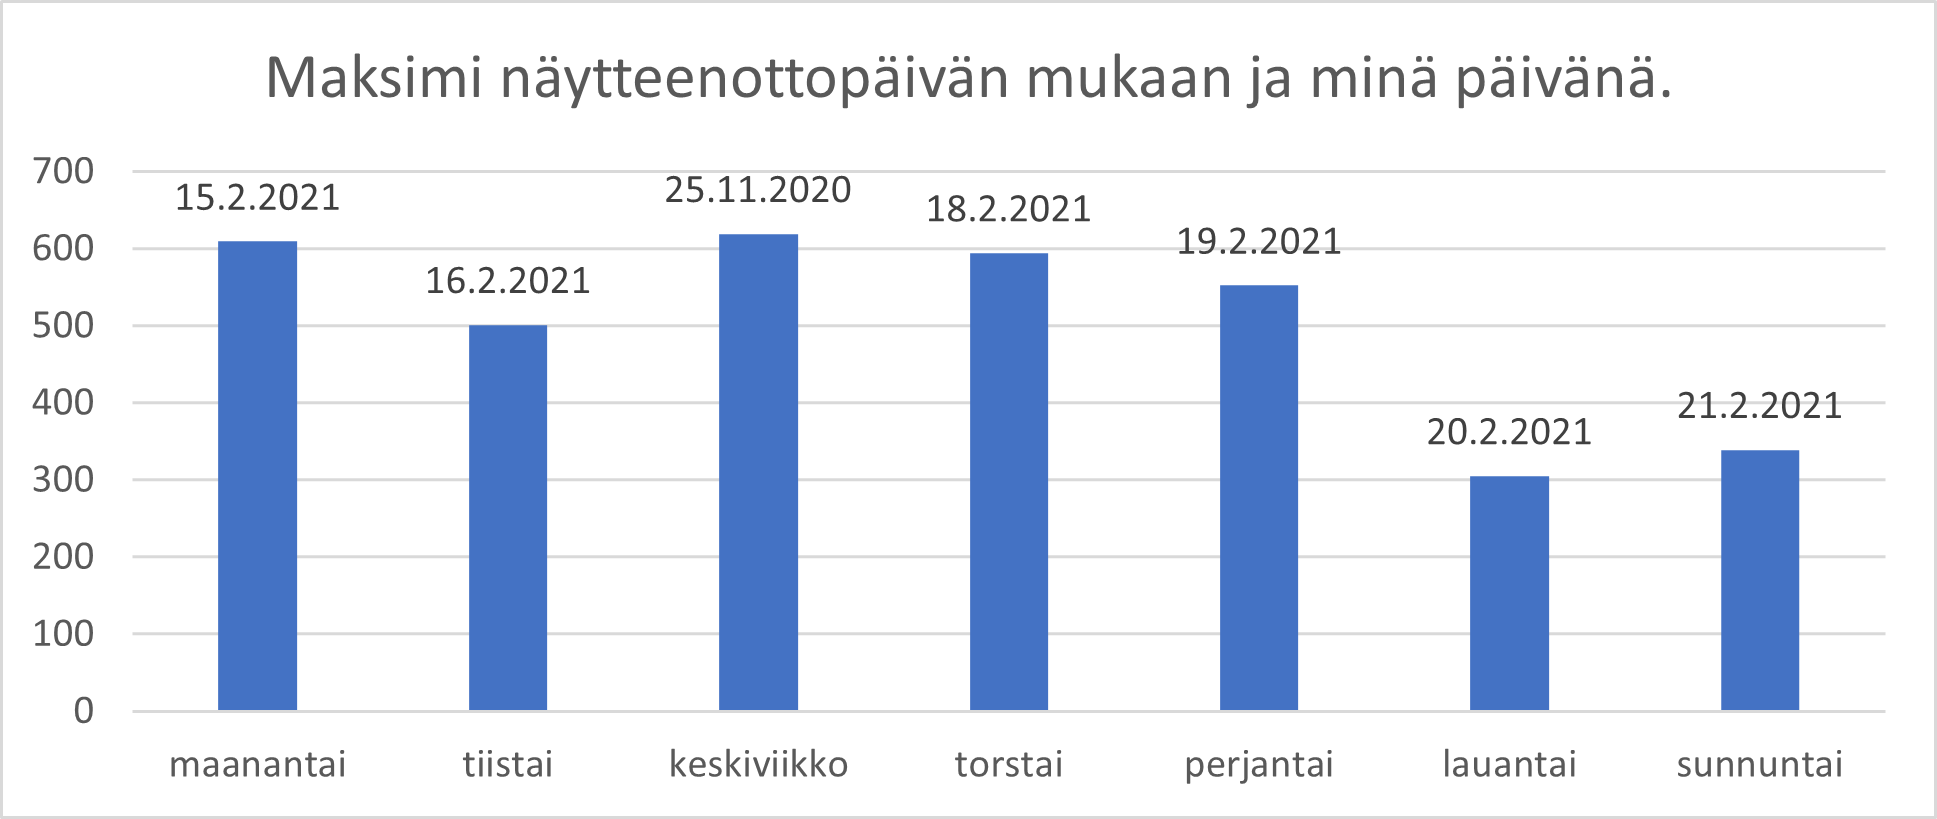 Maksimi näytteenottopäivän mukaan ja minä päivänä.
700
600
500
400
300
200
100
0
15.2.2021
16.2.2021
25.11.2020
18.2.2021
19.2.2021
20.2.2021
21.2.2021
maanantai
tiistai
keskiviikko
torstai
perjantai
lauantai
sunnuntai